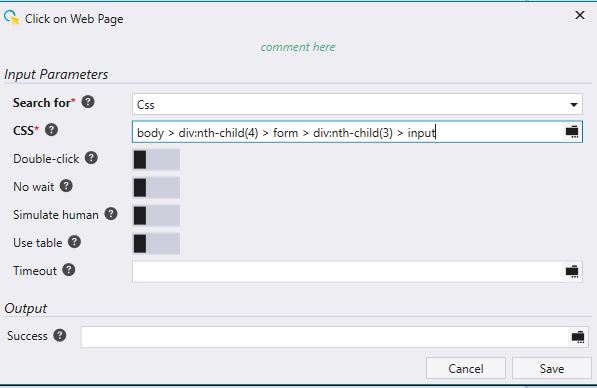 Click on Web Page
comment here
Input Parameters
Search for* ? Css
CSS* ? body > div:nth-child(4) > form > div:nth-child(3) > input
Double-click ?
No wait ?
Simulate human ?
Use table ?
Timeout ?
Output
Success ?
Cancel Save